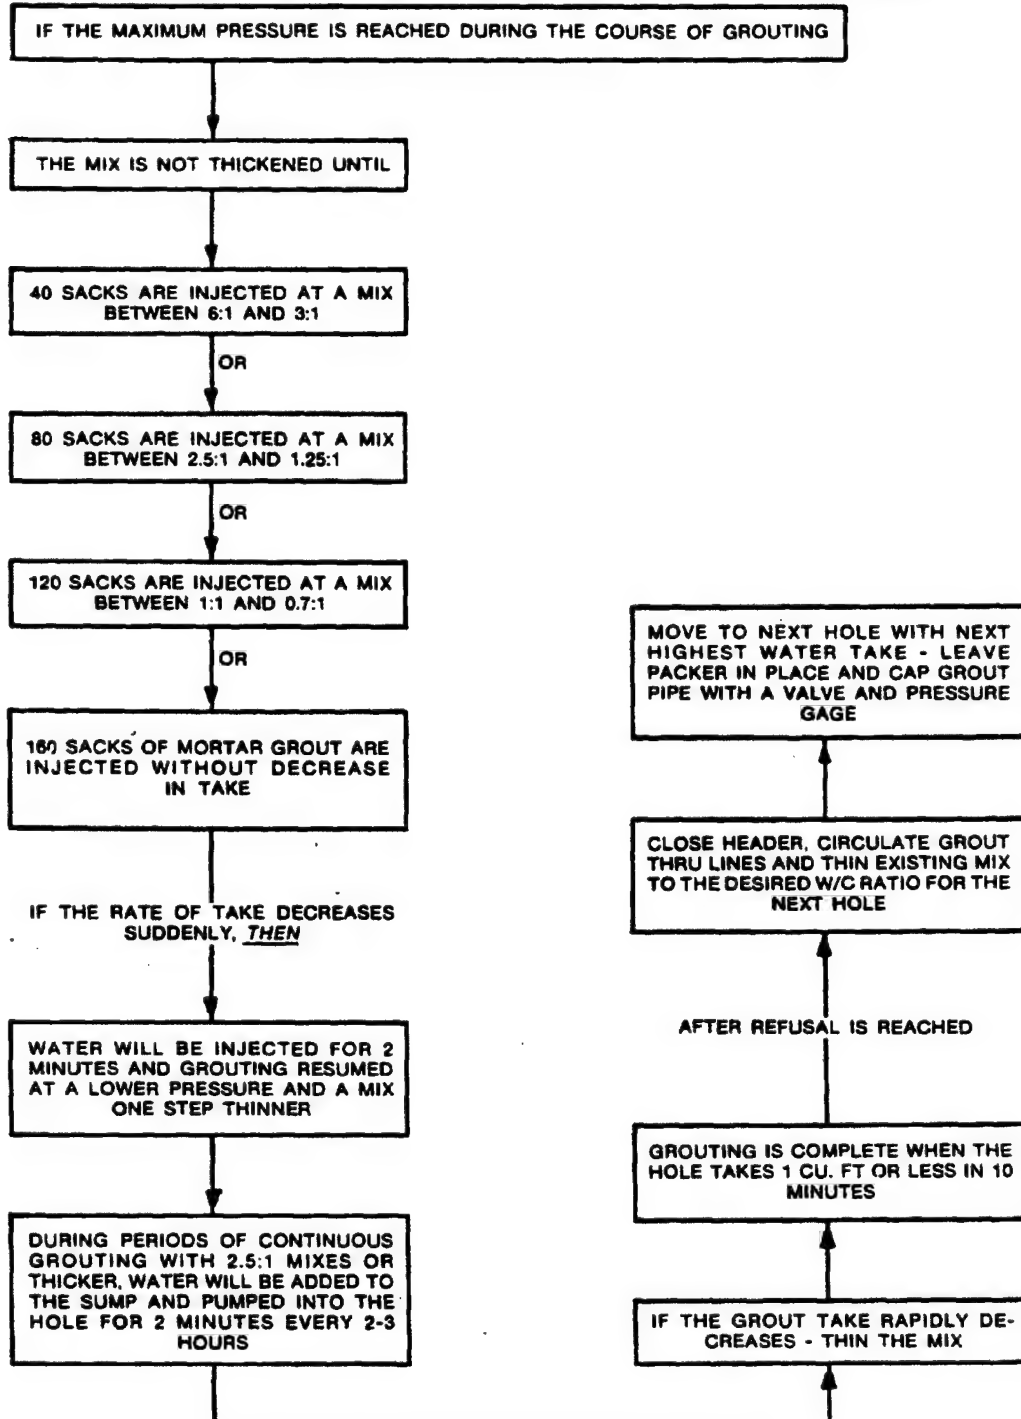 IF THE MAXIMUM PRESSURE IS REACHED DURING THE COURSE OF GROUTING
THE MIX IS NOT THICKENED UNTIL
40 SACKS ARE INJECTED AT A MIX
BETWEEN 6:1 AND 3:1
OR
80 SACKS ARE INJECTED AT A MIX
BETWEEN 2.5:1 AND 1.25:1
OR
120 SACKS ARE INJECTED AT A MIX
BETWEEN 1:1 AND 0.7:1
OR
160 SACKS OF MORTAR GROUT ARE
INJECTED WITHOUT DECREASE
IN TAKE
IF THE RATE OF TAKE DECREASES
SUDDENLY, THEN
WATER WILL BE INJECTED FOR 2
MINUTES AND GROUTING RESUMED
AT A LOWER PRESSURE AND A MIX
ONE STEP THINNER
DURING PERIODS OF CONTINUOUS
GROUTING WITH 2.5:1 MIXES OR
THICKER, WATER WILL BE ADDED TO
THE SUMP AND PUMPED INTO THE
HOLE FOR 2 MINUTES EVERY 2-3
HOURS
IF THE GROUT TAKE RAPIDLY DE-
CREASES - THIN THE MIX
GROUTING IS COMPLETE WHEN THE
HOLE TAKES 1 CU. FT OR LESS IN 10
MINUTES
AFTER REFUSAL IS REACHED
CLOSE HEADER, CIRCULATE GROUT
THRU LINES AND THIN EXISTING MIX
TO THE DESIRED W/C RATIO FOR THE
NEXT HOLE
MOVE TO NEXT HOLE WITH NEXT
HIGHEST WATER TAKE - LEAVE
PACKER IN PLACE AND CAP GROUT
PIPE WITH A VALVE AND PRESSURE
GAGE